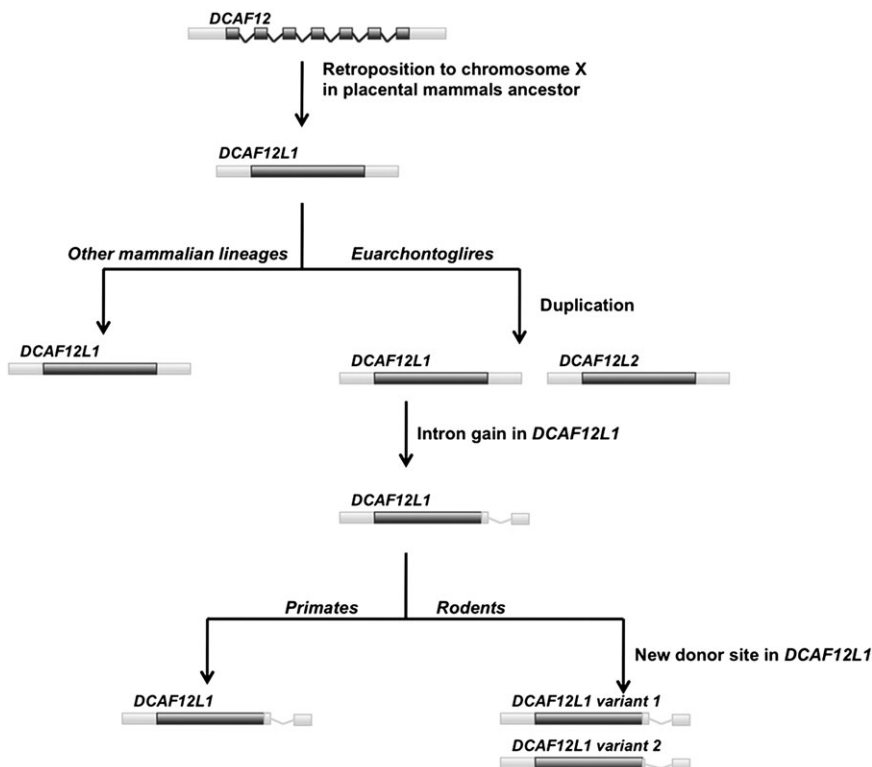 DCAF12
Retroposition to chromosome X
in placental mammals ancestor
DCAF12L1
Other mammalian lineages
Euarchontoglires
Duplication
DCAF12L1
DCAF12L1
DCAF12L2
Intron gain in DCAF12L1
DCAF12L1
Primates
Rodents
New donor site in DCAF12L1
DCAF12L1
DCAF12L1 variant 1
DCAF12L1 variant 2